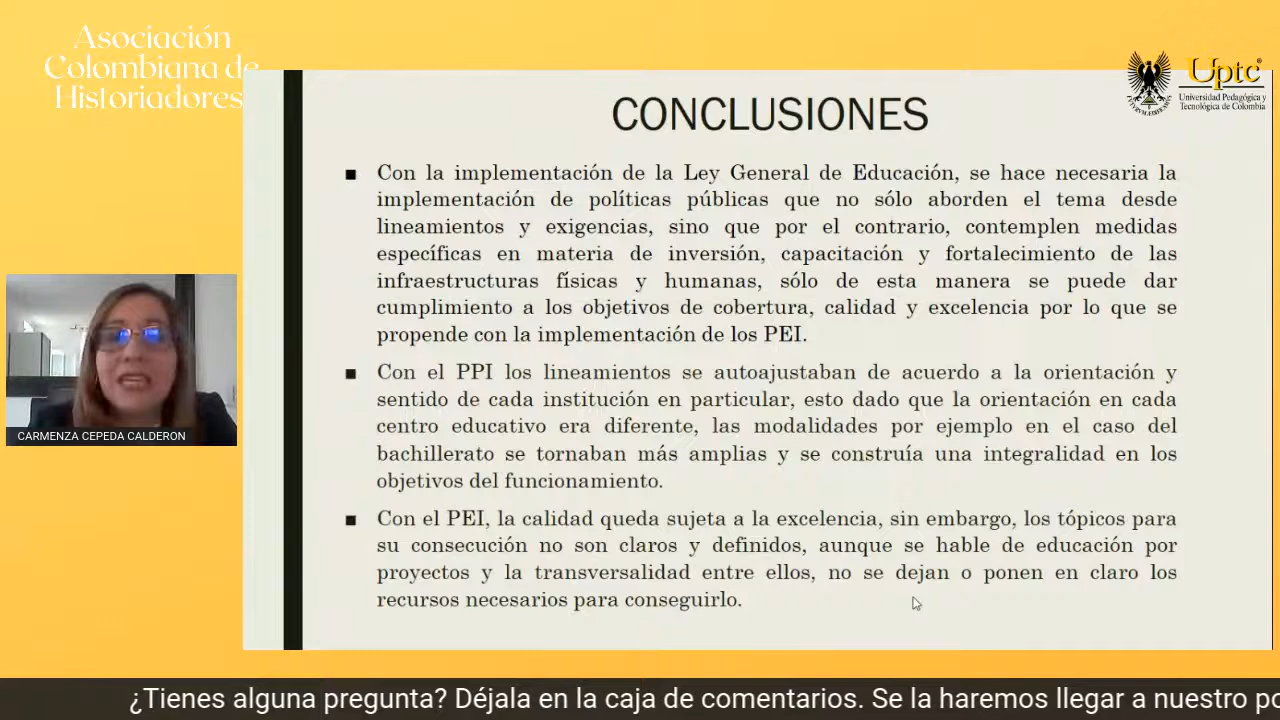 Asociación
Colombiana de
Historiadores
Uptc
Universidad Pedagógica y
Tecnológica de Colombia
CONCLUSIONES
■ Con la implementación de la Ley General de Educación, se hace necesaria la
implementación de políticas públicas que no sólo aborden el tema desde
lineamientos y exigencias, sino que por el contrario, contemplen medidas
específicas en materia de inversión, capacitación y fortalecimiento de las
infraestructuras físicas y humanas, sólo de esta manera se puede dar
cumplimiento a los objetivos de cobertura, calidad y excelencia por lo que se
propende con la implementación de los PEI.
■ Con el PPI los lineamientos se autoajustaban de acuerdo a la orientación y
sentido de cada institución en particular, esto dado que la orientación en cada
centro educativo era diferente, las modalidades por ejemplo en el caso del
bachillerato se tornaban más amplias y se construía una integralidad en los
objetivos del funcionamiento.
■ Con el PEI, la calidad queda sujeta a la excelencia, sin embargo, los tópicos para
su consecución no son claros y definidos, aunque se hable de educación por
proyectos y la transversalidad entre ellos, no se dejan o ponen en claro los
recursos necesarios para conseguirlo.
CARMENZA CEPEDA CALDERON
¿Tienes alguna pregunta? Déjala en la caja de comentarios. Se la haremos llegar a nuestro po